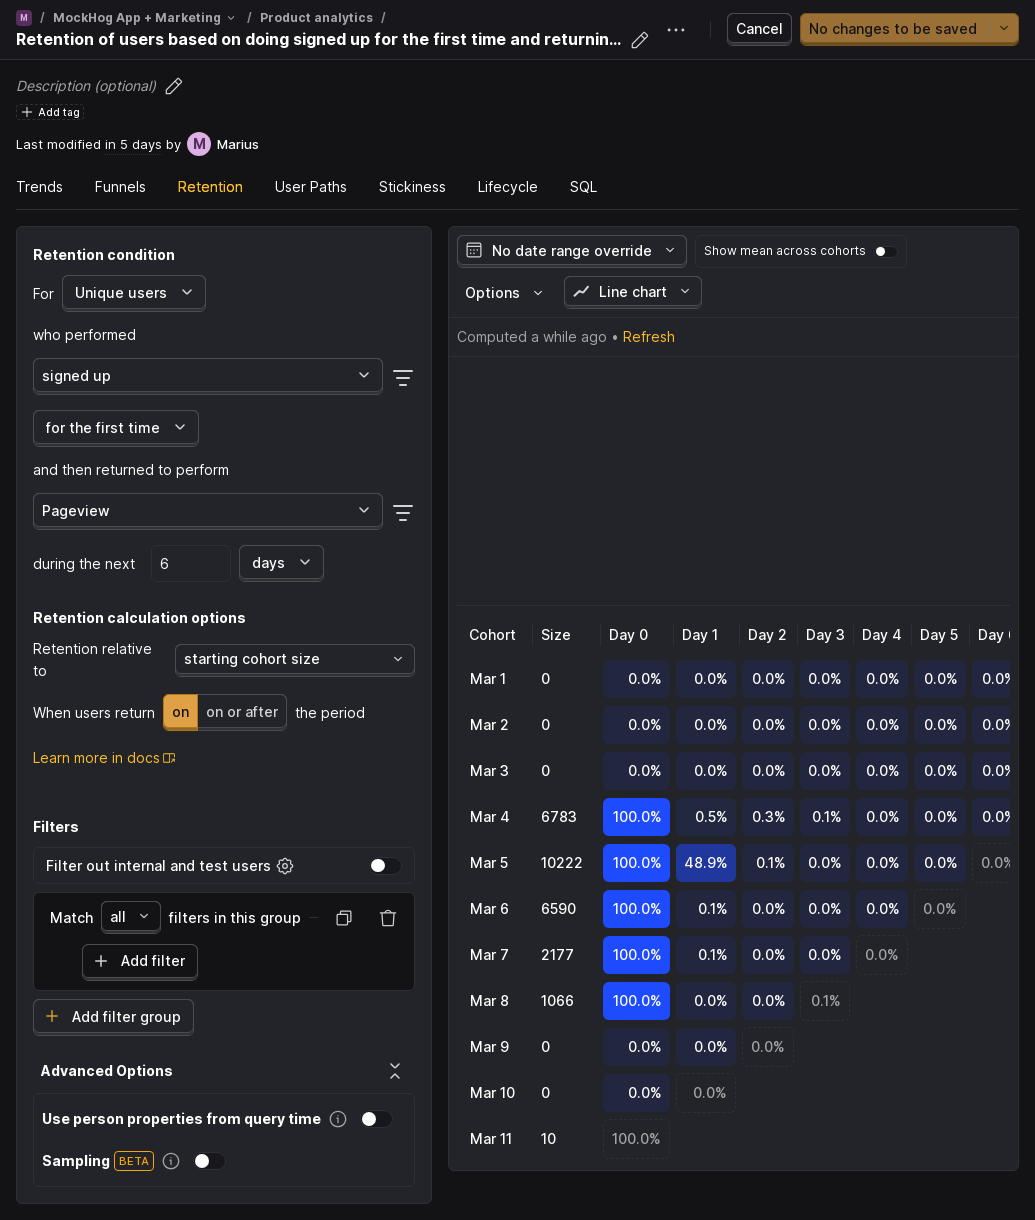 M / MockHog App + Marketing / Product analytics /
Retention of users based on doing signed up for the first time and returnin...
Cancel
No changes to be saved
Description (optional)
Add tag
Last modified in 5 days by M Marius
Trends Funnels Retention User Paths Stickiness Lifecycle SQL
Retention condition
For Unique users
who performed
signed up
for the first time
and then returned to perform
Pageview
during the next 6 days
Retention calculation options
Retention relative
to
starting cohort size
When users return on on or after the period
Learn more in docs
Filters
Filter out internal and test users
Match all filters in this group
Add filter
Add filter group
Advanced Options
Use person properties from query time
Sampling BETA
No date range override
Show mean across cohorts
Options
Line chart
Computed a while ago • Refresh
Cohort Size Day 0 Day 1 Day 2 Day 3 Day 4 Day 5 Day
Mar 1 0 0.0% 0.0% 0.0% 0.0% 0.0% 0.0% 0.0%
Mar 2 0 0.0% 0.0% 0.0% 0.0% 0.0% 0.0% 0.0%
Mar 3 0 0.0% 0.0% 0.0% 0.0% 0.0% 0.0% 0.0%
Mar 4 6783 100.0% 0.5% 0.3% 0.1% 0.0% 0.0% 0.0%
Mar 5 10222 100.0% 48.9% 0.1% 0.0% 0.0% 0.0% 0.0%
Mar 6 6590 100.0% 0.1% 0.0% 0.0% 0.0% 0.0%
Mar 7 2177 100.0% 0.1% 0.0% 0.0% 0.0%
Mar 8 1066 100.0% 0.0% 0.0% 0.1%
Mar 9 0 0.0% 0.0% 0.0%
Mar 10 0 0.0% 0.0%
Mar 11 10 100.0%